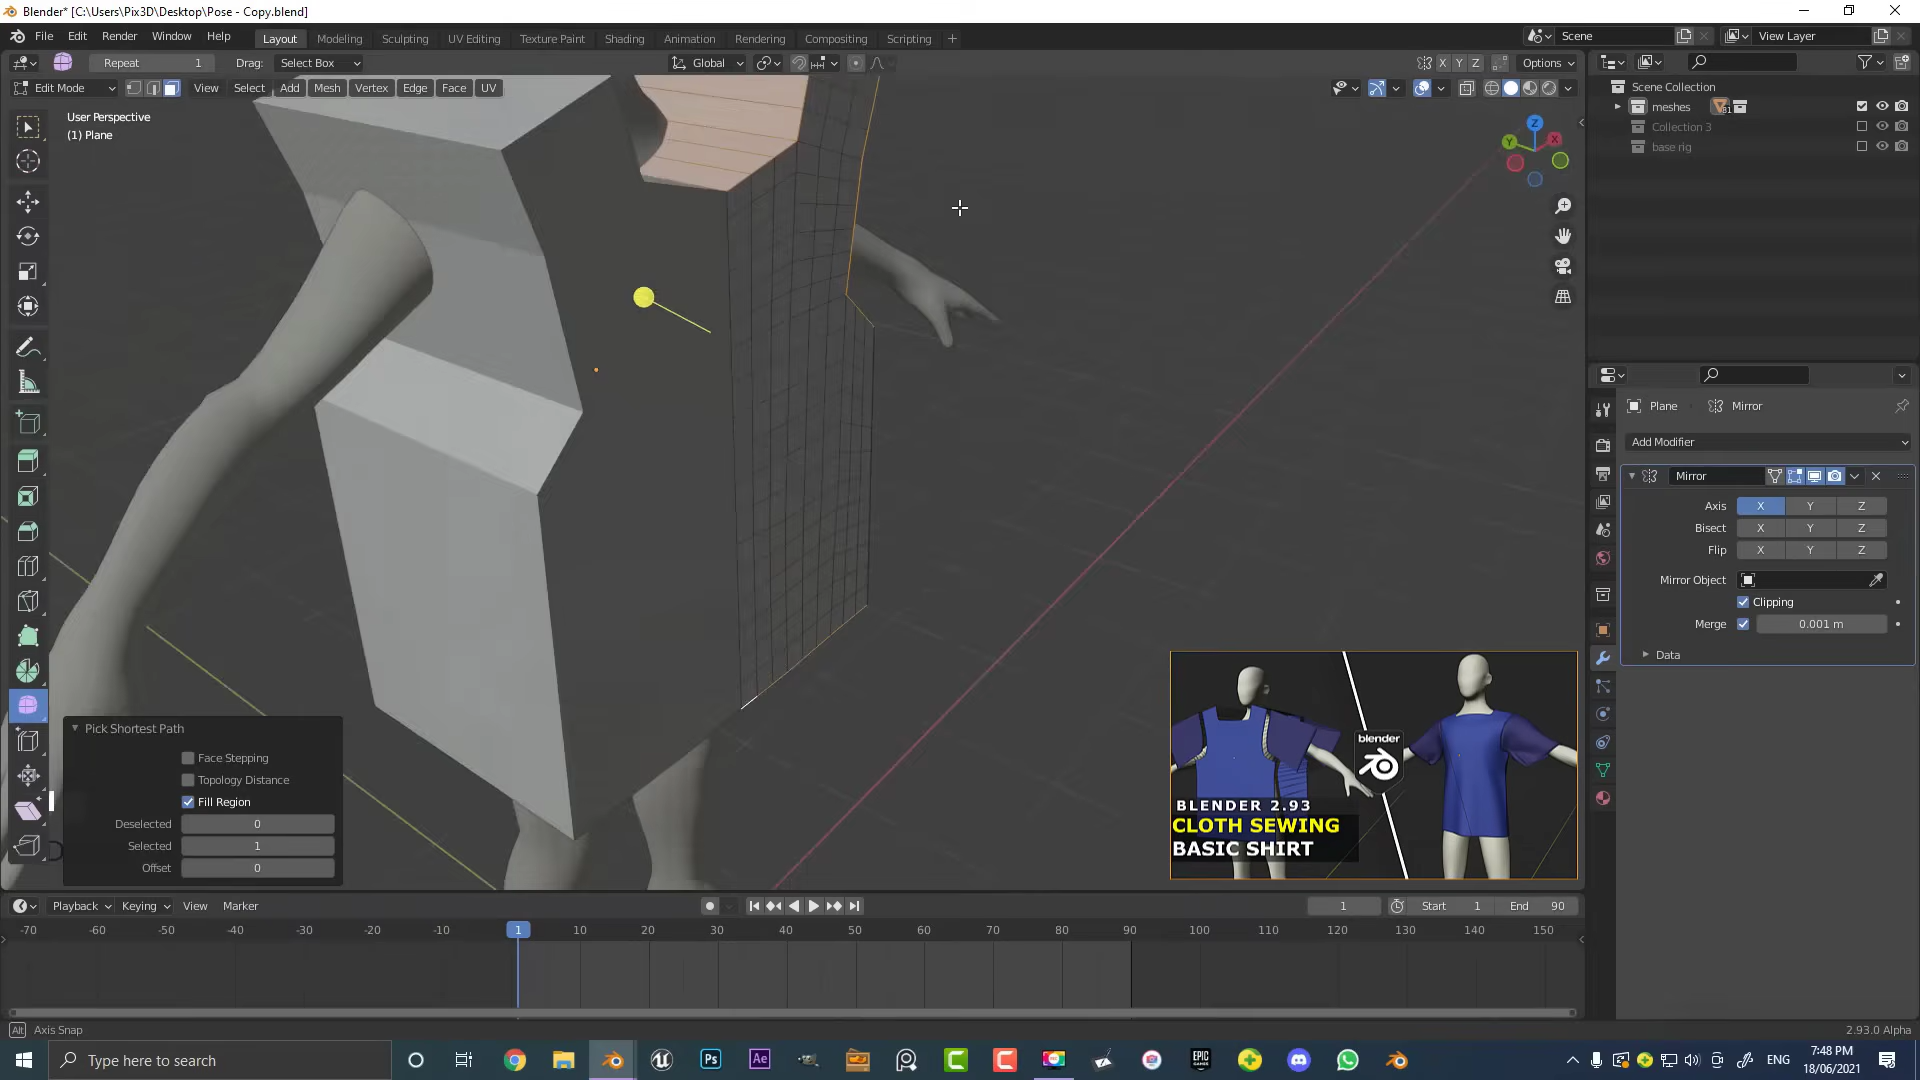 Blender* [C:\Users\Pix3D\Desktop\Pose - Copy.blend]
File Edit Render Window Help
Layout Modeling Sculpting UV Editing Texture Paint Shading Animation Rendering Compositing Scripting +
Scene
View Layer
Repeat 1
Drag: Select Box
Global
X Y Z
Options
Edit Mode
View Select Add Mesh Vertex Edge Face UV
User Perspective
(1) Plane
Z
X
Y
Scene Collection
meshes
31
Collection 3
base rig
Plane
Mirror
Add Modifier
Mirror
Axis X Y Z
Bisect X Y Z
Flip X Y Z
Mirror Object
Clipping
Merge 0.001 m
Data
Pick Shortest Path
Face Stepping
Topology Distance
Fill Region
Deselected 0
Selected 1
Offset 0
blender
BLENDER 2.93
CLOTH SEWING
BASIC SHIRT
Playback Keying View Marker
1
Start 1
End 90
-70 -60 -50 -40 -30 -20 -10 1 10 20 30 40 50 60 70 80 90 100 110 120 130 140 150
Alt Axis Snap
2.93.0 Alpha
Type here to search
Ps
Ae
EPIC GAMES
ENG
7:48 PM
18/06/2021